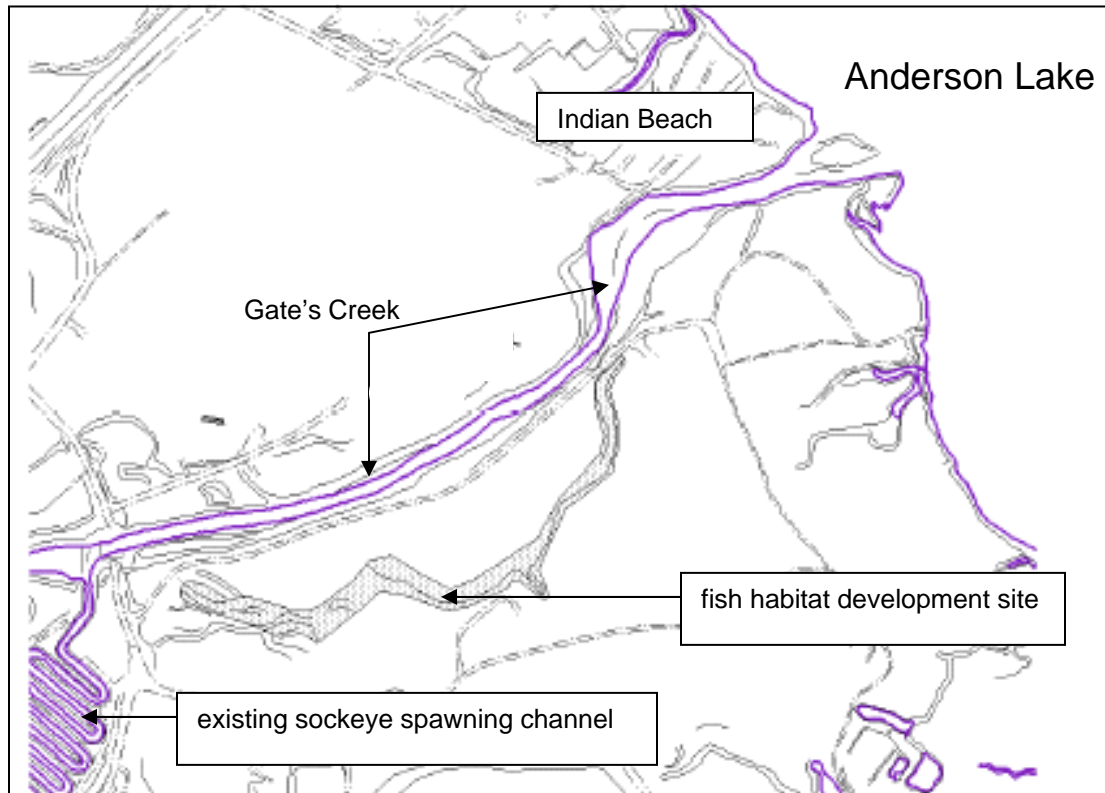 Anderson Lake
Indian Beach
Gate's Creek
fish habitat development site
existing sockeye spawning channel